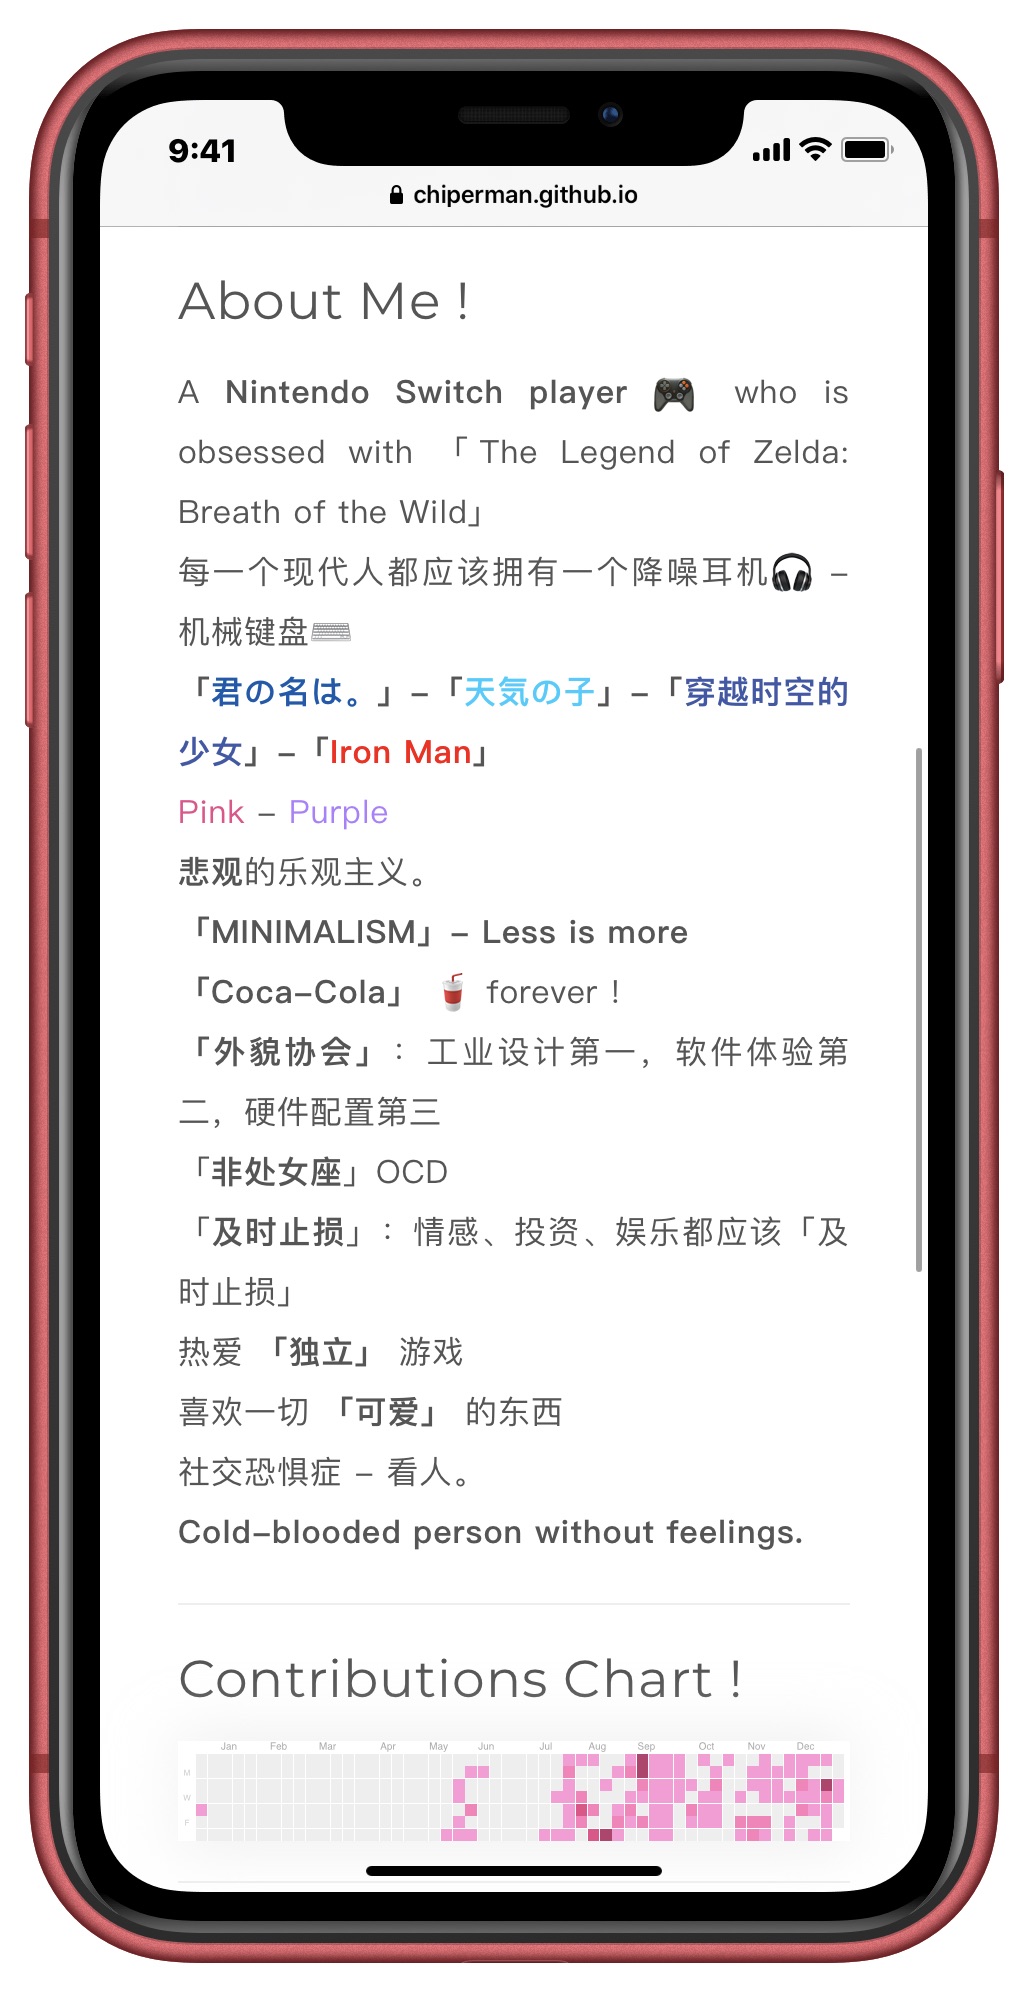 9:41
chiperman.github.io
About Me !
A Nintendo Switch player 🎮 who is
obsessed with 「The Legend of Zelda:
Breath of the Wild」
每一个现代人都应该拥有一个降噪耳机🎧 –
机械键盘⌨️
「君の名は。」–「天気の子」–「穿越时空的
少女」–「Iron Man」
Pink – Purple
悲观的乐观主义。
「MINIMALISM」– Less is more
「Coca–Cola」 🥤 forever !
「外貌协会」：工业设计第一，软件体验第
二，硬件配置第三
「非处女座」OCD
「及时止损」：情感、投资、娱乐都应该「及
时止损」
热爱 「独立」 游戏
喜欢一切 「可爱」 的东西
社交恐惧症 – 看人。
Cold–blooded person without feelings.
Contributions Chart !
Jan Feb Mar Apr May Jun Jul Aug Sep Oct Nov Dec
M
W
F